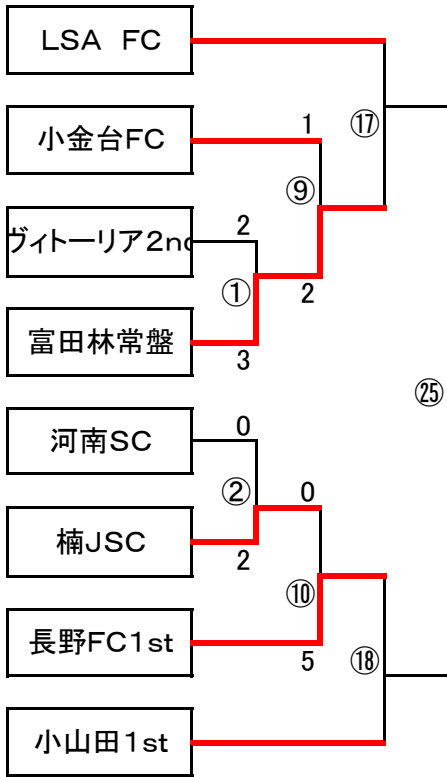 LSA FC
小金台FC
1
⑰
⑨
ヴィトーリア2nd
2
①
2
富田林常盤
3
㉕
河南SC
0
②
0
楠JSC
2
⑩
長野FC1st
5
⑱
小山田1st